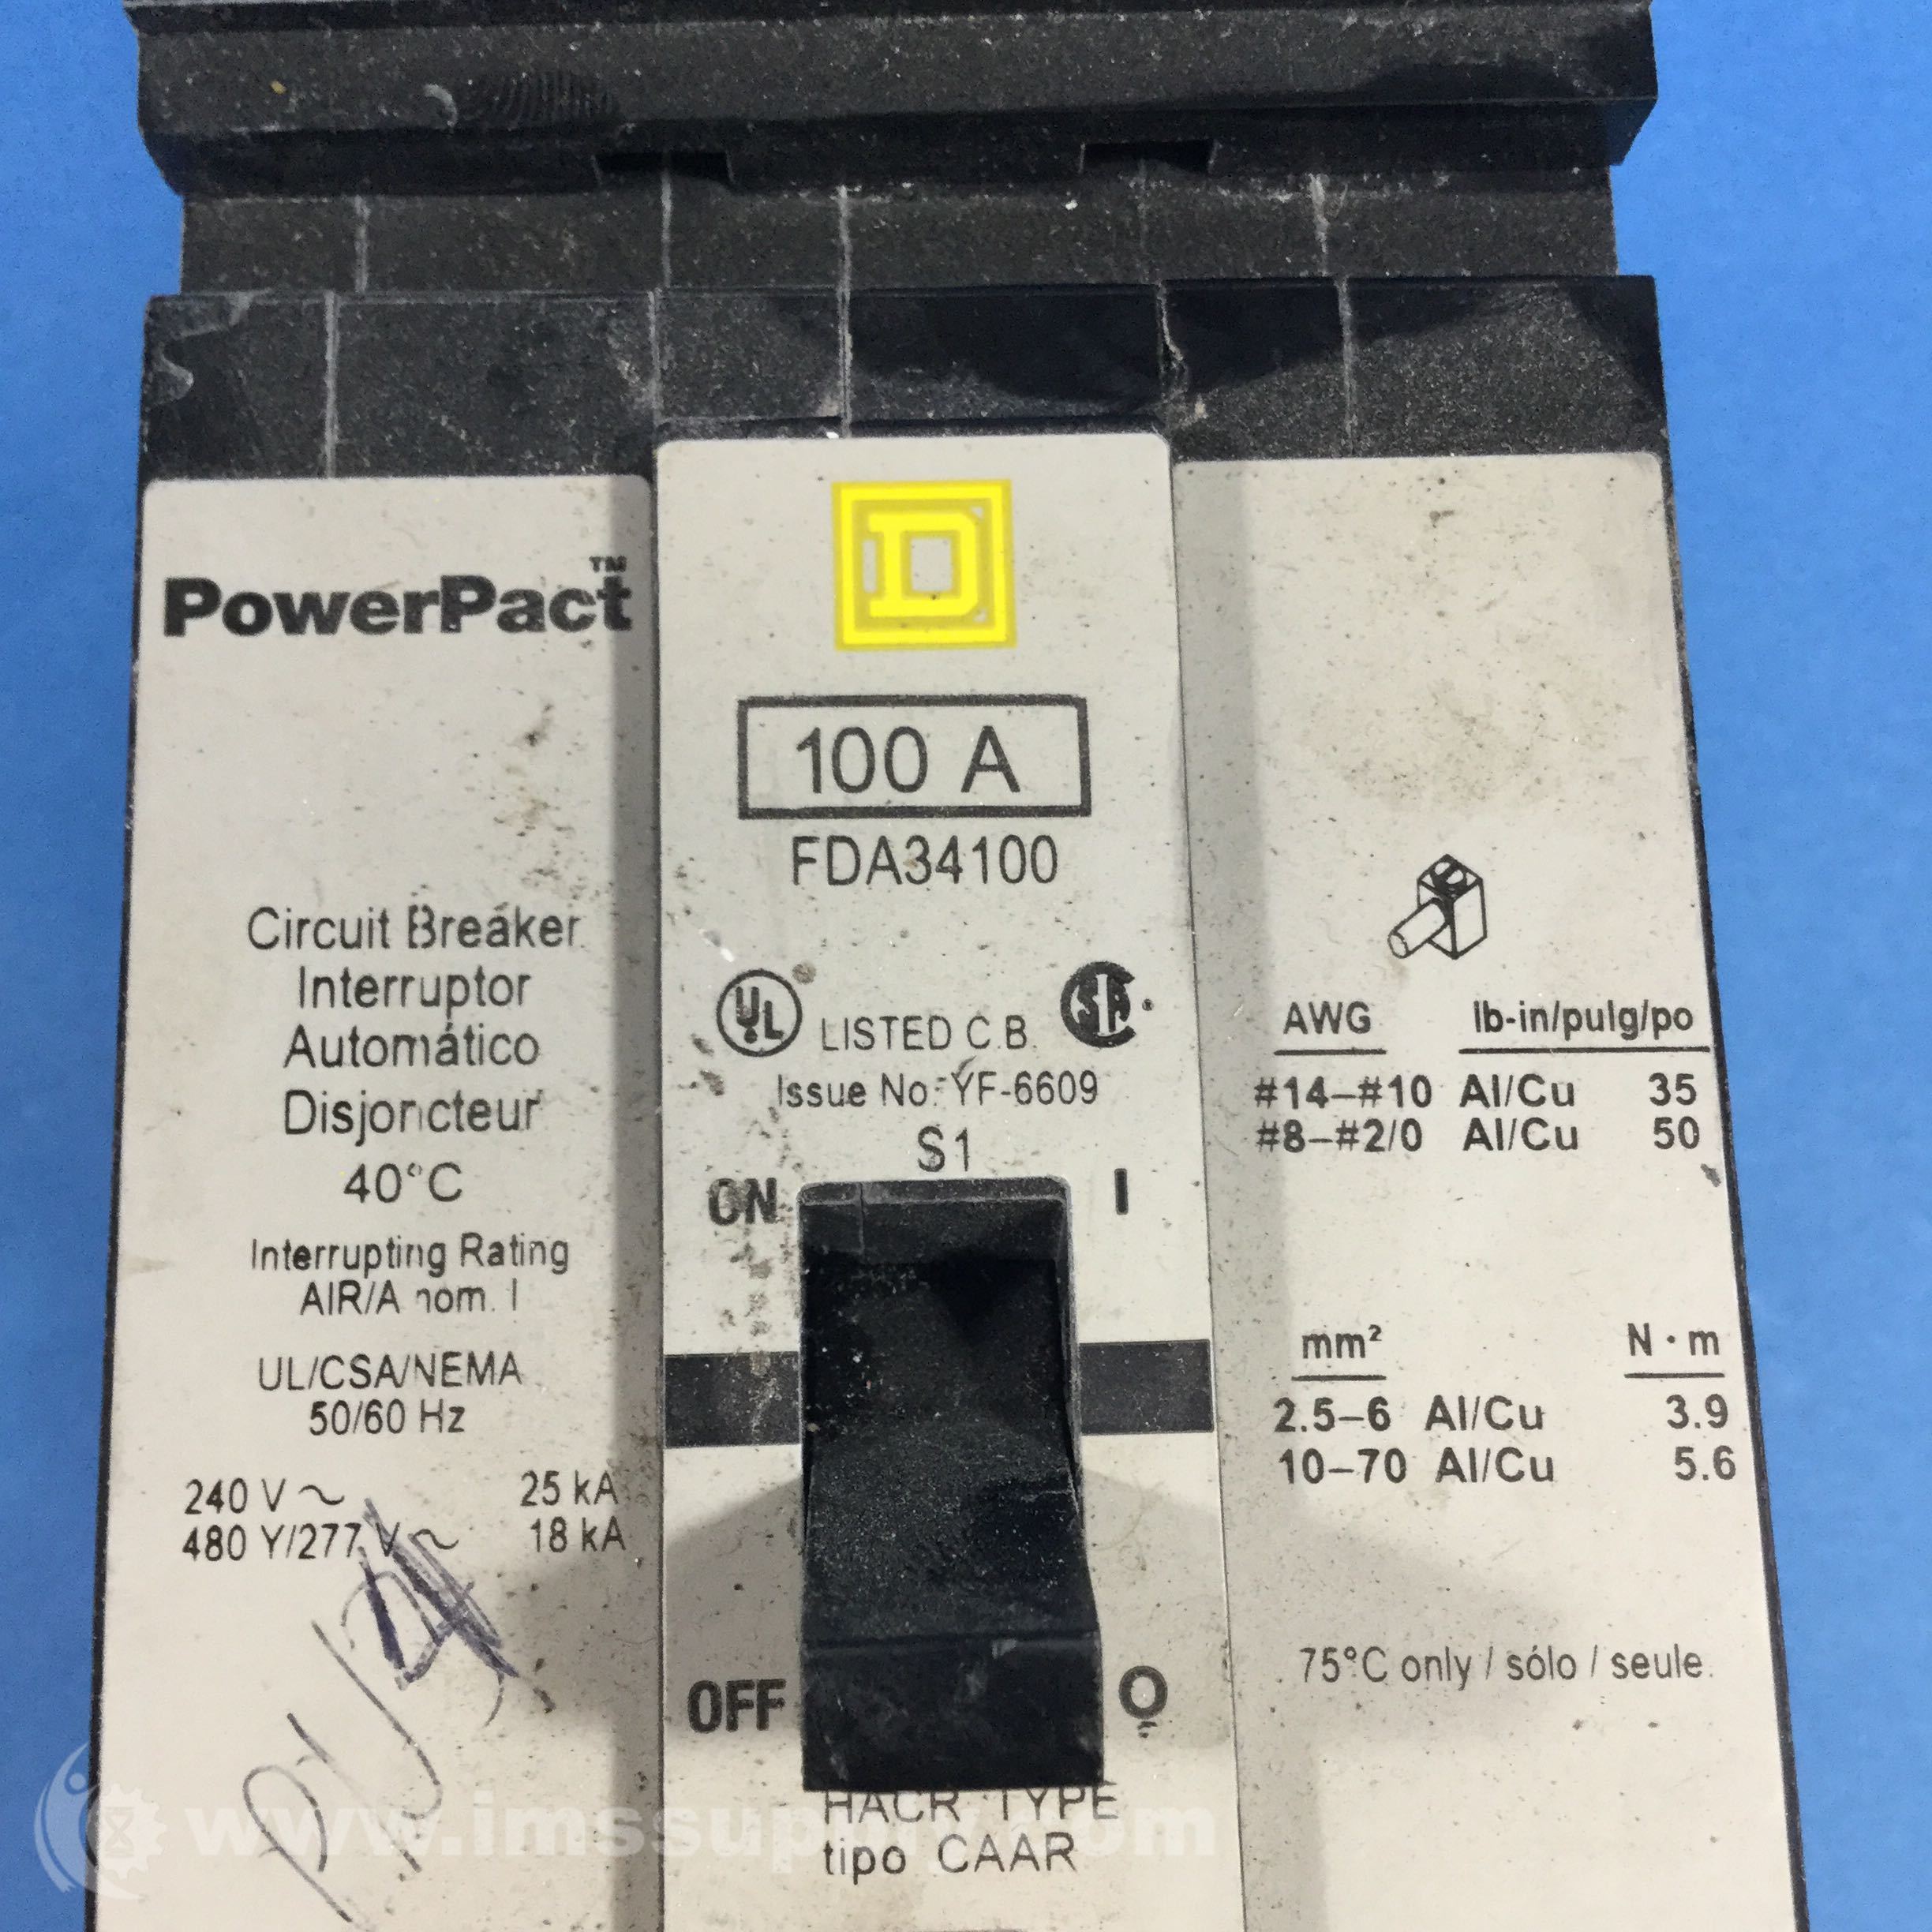 PowerPact™
Circuit Breaker
Interruptor
Automático
Disjoncteur
40°C
Interrupting Rating
AIR/A nom. I
UL/CSA/NEMA
50/60 Hz
240 V ~ 25 kA
480 Y/277 V ~ 18 kA
D
100 A
FDA34100
UL LISTED C.B. CSA
Issue No. YF-6609
S1
ON I
OFF O
HACR TYPE
tipo CAAR
AWG lb-in/pulg/po
#14–#10 Al/Cu 35
#8–#2/0 Al/Cu 50
mm² N · m
2.5–6 Al/Cu 3.9
10–70 Al/Cu 5.6
75°C only / sólo / seule.
www.imssupply.com